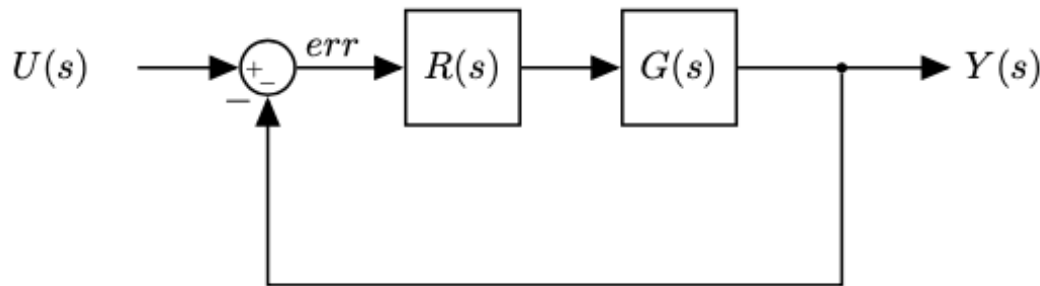 U(s) + − − err R(s) G(s) Y(s)